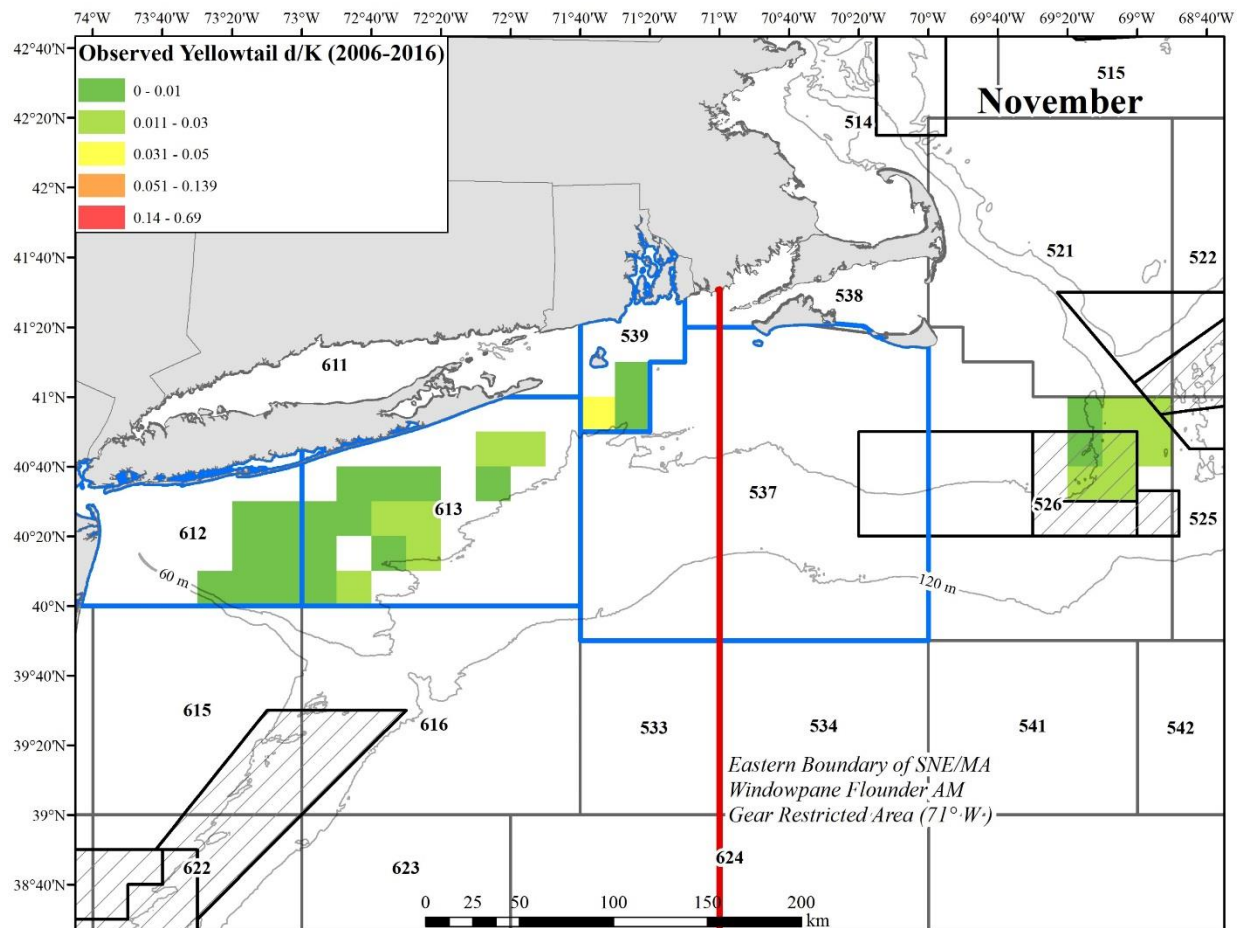 74°W 73°40'W 73°20'W 73°W 72°40'W 72°20'W 72°W 71°40'W 71°20'W 71°W 70°40'W 70°20'W 70°W 69°40'W 69°20'W 69°W 68°40'W
42°40'N
Observed Yellowtail d/K (2006-2016)
0 - 0.01
0.011 - 0.03
0.031 - 0.05
0.051 - 0.139
0.14 - 0.69
515
November
42°20'N
514
42°N
41°40'N
521
522
538
41°20'N
539
611
41°N
40°40'N
537
613
526
525
612
40°20'N
60 m
120 m
40°N
39°40'N
615
616
533
534
541
542
39°20'N
Eastern Boundary of SNE/MA
Windowpane Flounder AM
Gear Restricted Area (71° W)
39°N
622
623
624
38°40'N
0 25 50 100 150 200
km